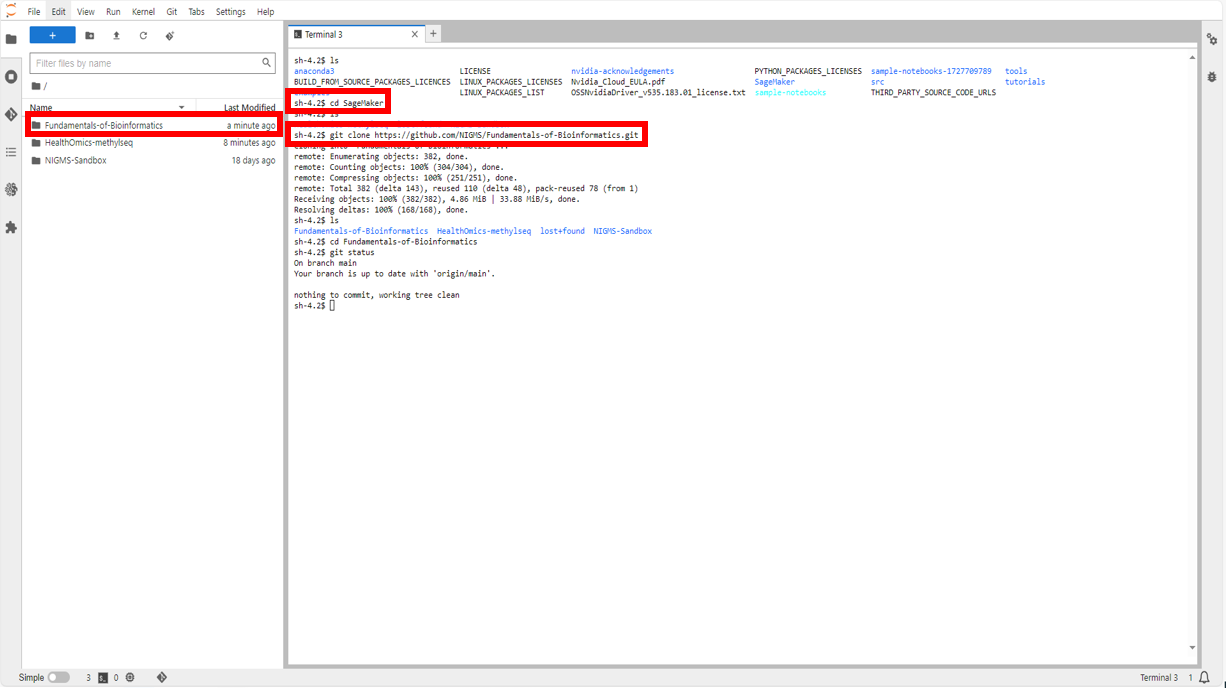 File Edit View Run Kernel Git Tabs Settings Help
+
Filter files by name
/
Name Last Modified
Fundamentals-of-Bioinformatics a minute ago
HealthOmics-methylseq 8 minutes ago
NIGMS-Sandbox 18 days ago
Terminal 3 X +
sh-4.2$ ls
anaconda3 LICENSE nvidia-acknowledgements PYTHON_PACKAGES_LICENSES sample-notebooks-1727709789 tools
BUILD_FROM_SOURCE_PACKAGES_LICENCES LINUX_PACKAGES_LICENSES Nvidia_Cloud_EULA.pdf SageMaker src tutorials
LINUX_PACKAGES_LIST OSSNvidiaDriver_v535.183.01_license.txt sample-notebooks THIRD_PARTY_SOURCE_CODE_URLS
sh-4.2$ cd SageMaker
sh-4.2$ ls
sh-4.2$ git clone https://github.com/NIGMS/Fundamentals-of-Bioinformatics.git
Cloning into 'Fundamentals-of-Bioinformatics'...
remote: Enumerating objects: 382, done.
remote: Counting objects: 100% (304/304), done.
remote: Compressing objects: 100% (251/251), done.
remote: Total 382 (delta 143), reused 110 (delta 48), pack-reused 78 (from 1)
Receiving objects: 100% (382/382), 4.86 MiB | 33.88 MiB/s, done.
Resolving deltas: 100% (168/168), done.
sh-4.2$ ls
Fundamentals-of-Bioinformatics HealthOmics-methylseq lost+found NIGMS-Sandbox
sh-4.2$ cd Fundamentals-of-Bioinformatics
sh-4.2$ git status
On branch main
Your branch is up to date with 'origin/main'.
nothing to commit, working tree clean
sh-4.2$
Simple 3 0 Terminal 3 1